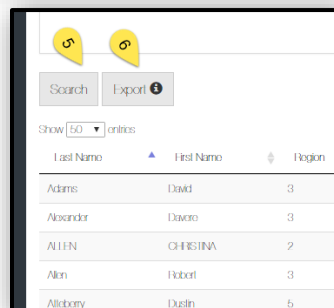 5 6
Search Export
Show 50 entries
Last Name First Name Region
Adams David 3
Alexander Davere 3
ALLEN CHRISTINA 2
Allen Robert 3
Alleberry Dustin 5